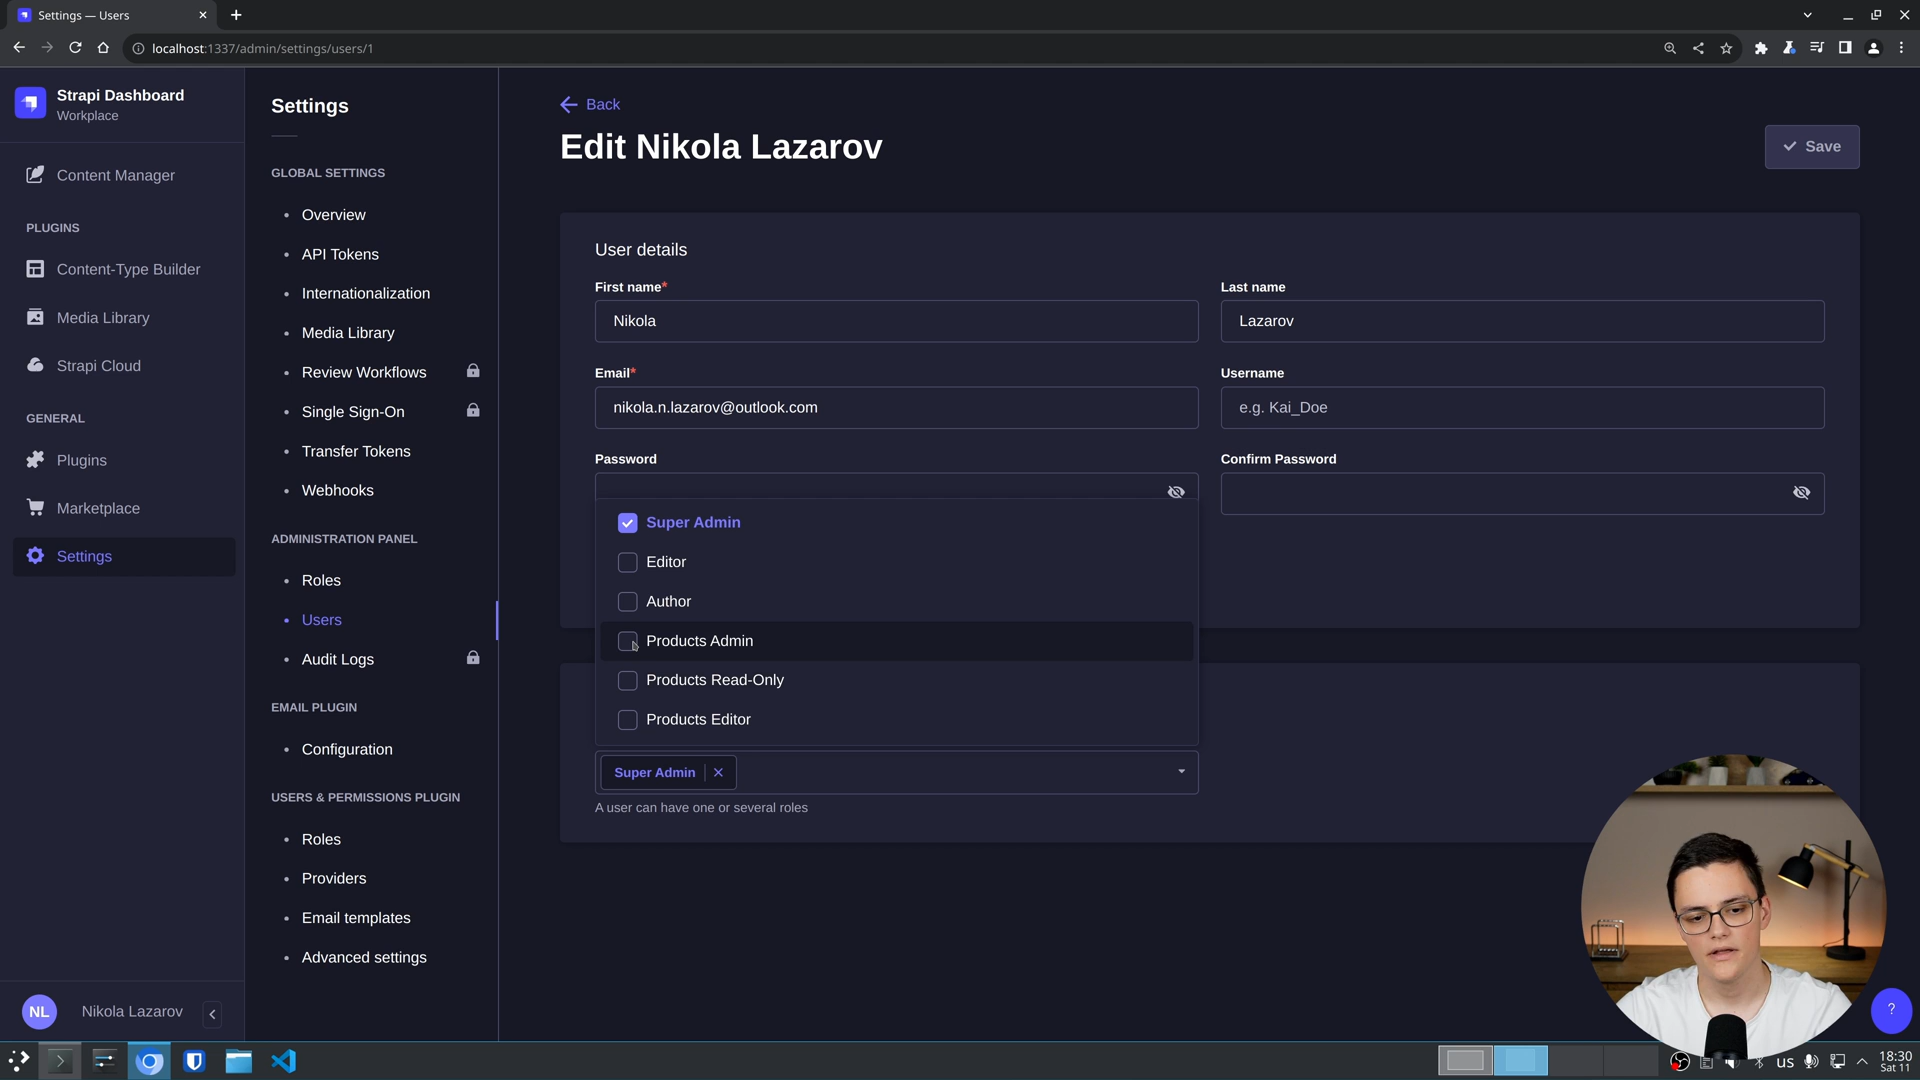 Settings — Users
localhost:1337/admin/settings/users/1
Strapi Dashboard
Workplace
Content Manager
PLUGINS
Content-Type Builder
Media Library
Strapi Cloud
GENERAL
Plugins
Marketplace
Settings
NL
Nikola Lazarov
Settings
GLOBAL SETTINGS
Overview
API Tokens
Internationalization
Media Library
Review Workflows
Single Sign-On
Transfer Tokens
Webhooks
ADMINISTRATION PANEL
Roles
Users
Audit Logs
EMAIL PLUGIN
Configuration
USERS & PERMISSIONS PLUGIN
Roles
Providers
Email templates
Advanced settings
Back
Edit Nikola Lazarov
Save
User details
First name*
Nikola
Last name
Lazarov
Email*
nikola.n.lazarov@outlook.com
Username
e.g. Kai_Doe
Password
Confirm Password
Super Admin
Editor
Author
Products Admin
Products Read-Only
Products Editor
Super Admin
A user can have one or several roles
?
us
18:30
Sat 11